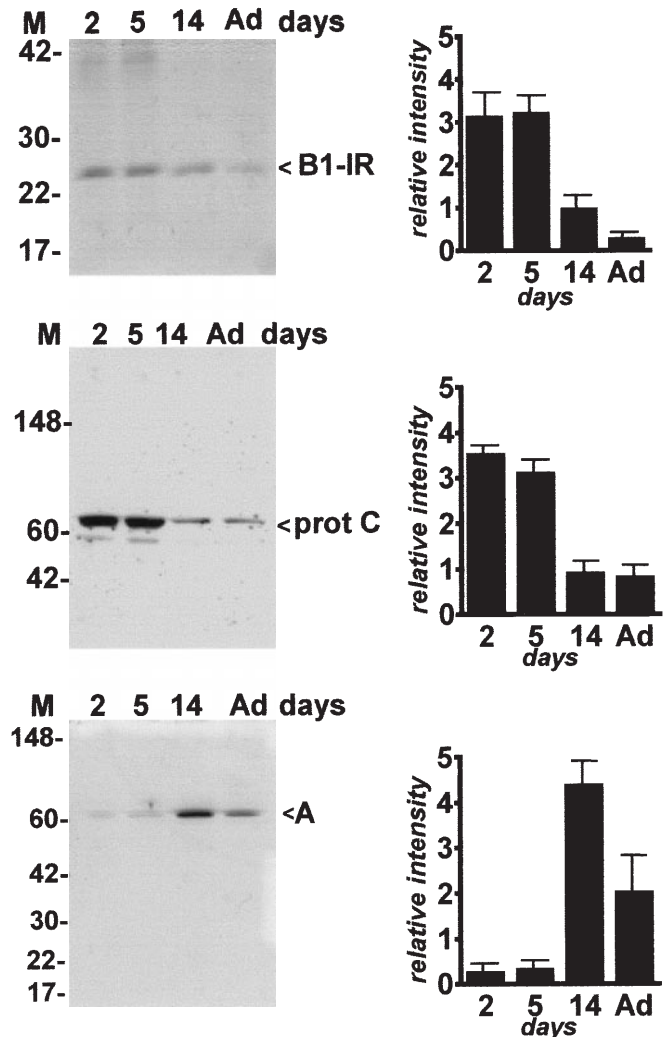 M 2 5 14 Ad days
42-
30-
22-
17-
< B1-IR
5
4
3
2
1
0
relative intensity
2 5 14 Ad
days
M 2 5 14 Ad days
148-
60-
42-
<prot C
5
4
3
2
1
0
relative intensity
2 5 14 Ad
days
M 2 5 14 Ad days
148-
60-
42-
30-
22-
17-
<A
5
4
3
2
1
0
relative intensity
2 5 14 Ad
days